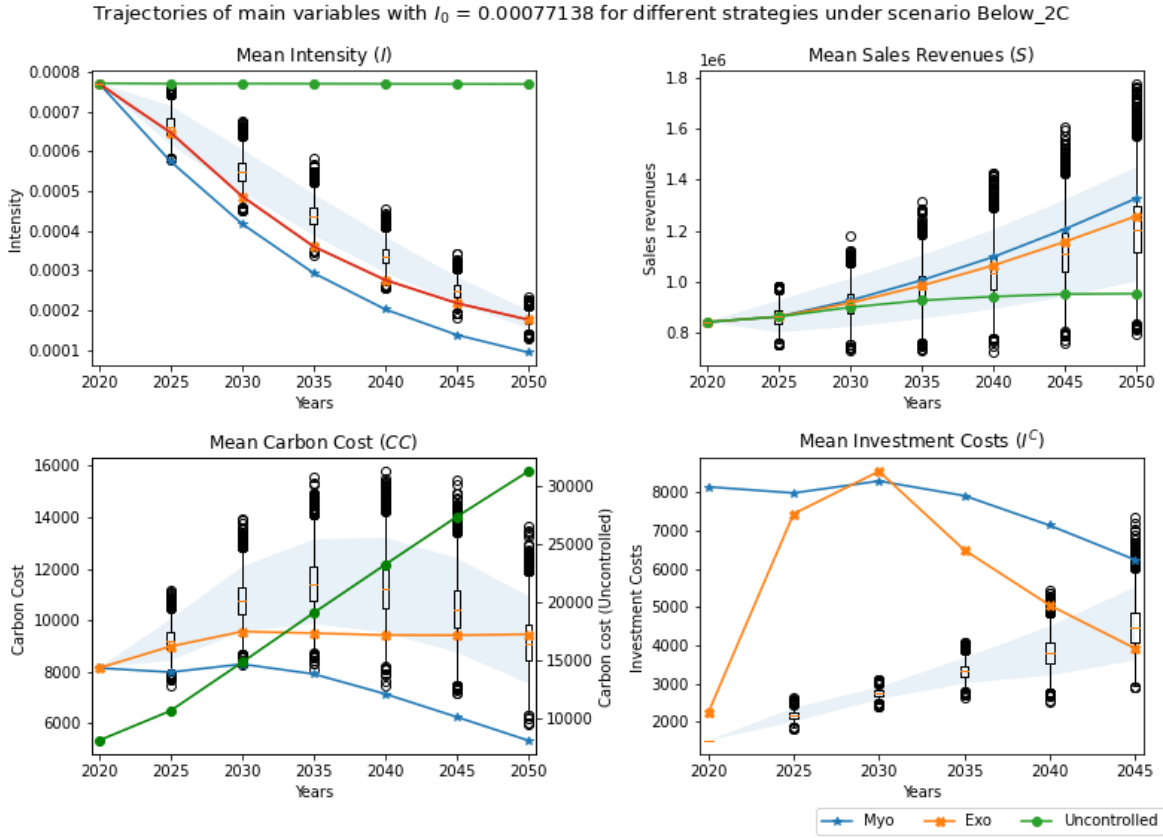 Trajectories of main variables with I₀ = 0.00077138 for different strategies under scenario Below_2C
Mean Intensity (I)
0.0008
0.0007
0.0006
0.0005
0.0004
0.0003
0.0002
0.0001
Intensity
2020 2025 2030 2035 2040 2045 2050
Years
Mean Sales Revenues (S)
1e6
1.8
1.6
1.4
1.2
1.0
0.8
Sales revenues
2020 2025 2030 2035 2040 2045 2050
Years
Mean Carbon Cost (CC)
16000
14000
12000
10000
8000
6000
Carbon Cost
30000
25000
20000
15000
10000
Carbon cost (Uncontrolled)
2020 2025 2030 2035 2040 2045 2050
Years
Mean Investment Costs (I^C)
8000
7000
6000
5000
4000
3000
2000
Investment Costs
2020 2025 2030 2035 2040 2045
Years
Myo Exo Uncontrolled